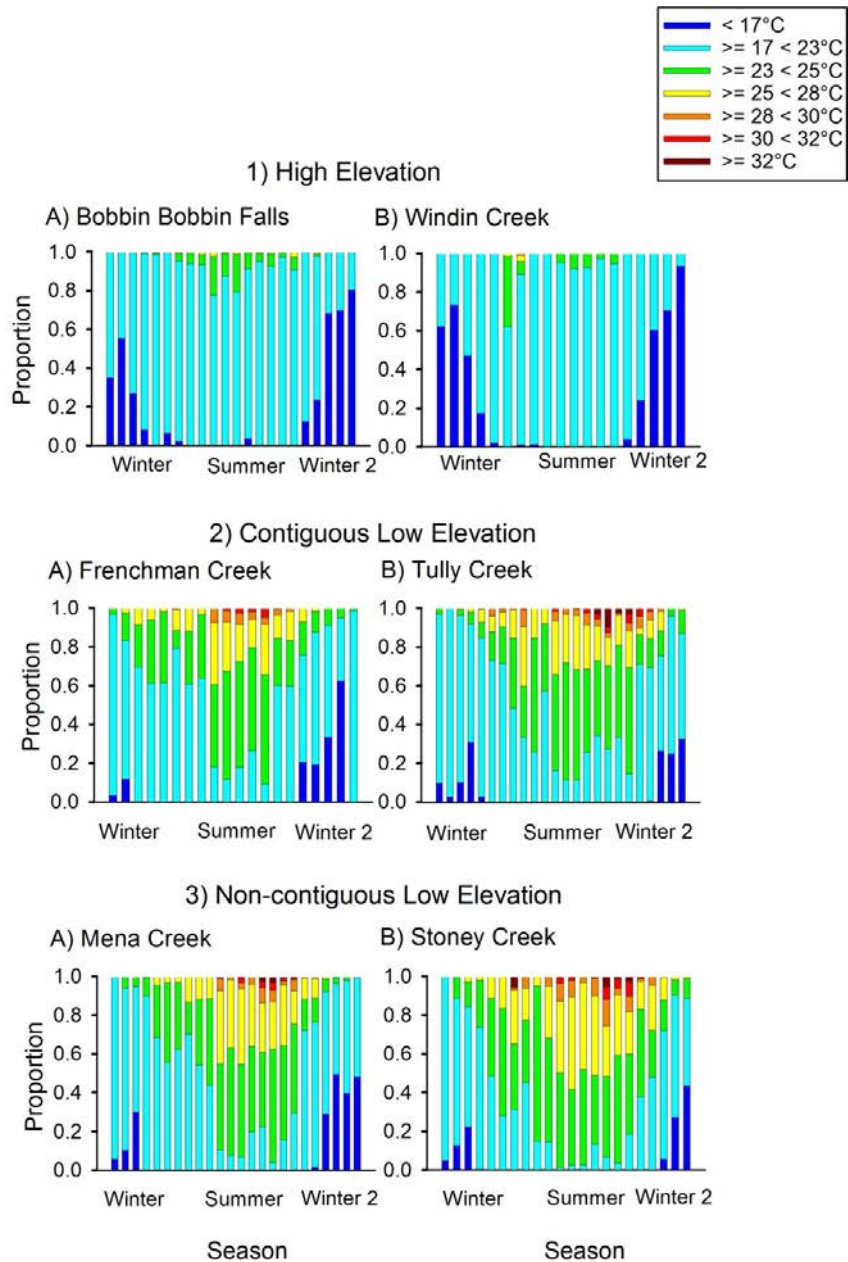 < 17°C
>= 17 < 23°C
>= 23 < 25°C
>= 25 < 28°C
>= 28 < 30°C
>= 30 < 32°C
>= 32°C
1) High Elevation
A) Bobbin Bobbin Falls
B) Windin Creek
Proportion
1.0
0.8
0.6
0.4
0.2
0.0
1.0
0.8
0.6
0.4
0.2
0.0
Winter Summer Winter 2
Winter Summer Winter 2
2) Contiguous Low Elevation
A) Frenchman Creek
B) Tully Creek
Proportion
1.0
0.8
0.6
0.4
0.2
0.0
1.0
0.8
0.6
0.4
0.2
0.0
Winter Summer Winter 2
Winter Summer Winter 2
3) Non-contiguous Low Elevation
A) Mena Creek
B) Stoney Creek
Proportion
1.0
0.8
0.6
0.4
0.2
0.0
1.0
0.8
0.6
0.4
0.2
0.0
Winter Summer Winter 2
Winter Summer Winter 2
Season
Season